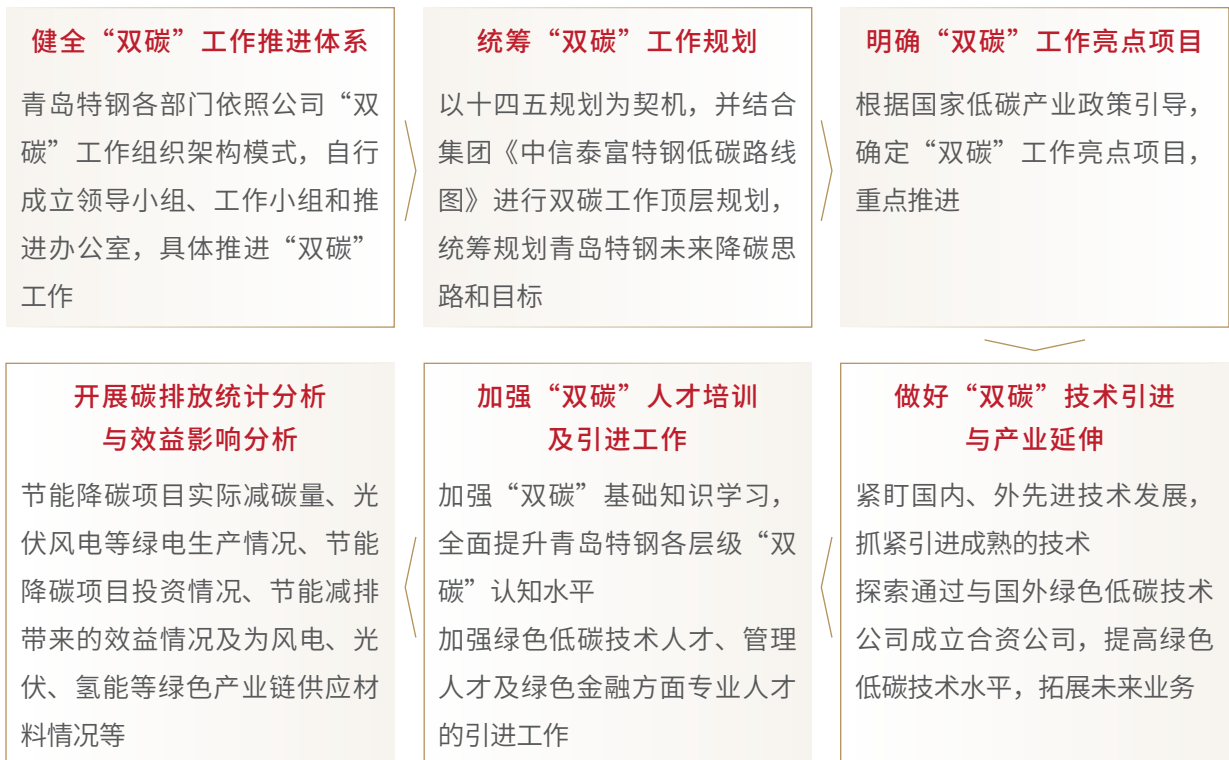 健全“双碳”工作推进体系
青岛特钢各部门依照公司“双
碳”工作组织架构模式，自行
成立领导小组、工作小组和推
进办公室，具体推进“双碳”
工作
统筹“双碳”工作规划
以十四五规划为契机，并结合
集团《中信泰富特钢低碳路线
图》进行双碳工作顶层规划，
统筹规划青岛特钢未来降碳思
路和目标
明确“双碳”工作亮点项目
根据国家低碳产业政策引导，
确定“双碳”工作亮点项目，
重点推进
做好“双碳”技术引进
与产业延伸
紧盯国内、外先进技术发展，
抓紧引进成熟的技术
探索通过与国外绿色低碳技术
公司成立合资公司，提高绿色
低碳技术水平，拓展未来业务
加强“双碳”人才培训
及引进工作
加强“双碳”基础知识学习，
全面提升青岛特钢各层级“双
碳”认知水平
加强绿色低碳技术人才、管理
人才及绿色金融方面专业人才
的引进工作
开展碳排放统计分析
与效益影响分析
节能降碳项目实际减碳量、光
伏风电等绿电生产情况、节能
降碳项目投资情况、节能减排
带来的效益情况及为风电、光
伏、氢能等绿色产业链供应材
料情况等